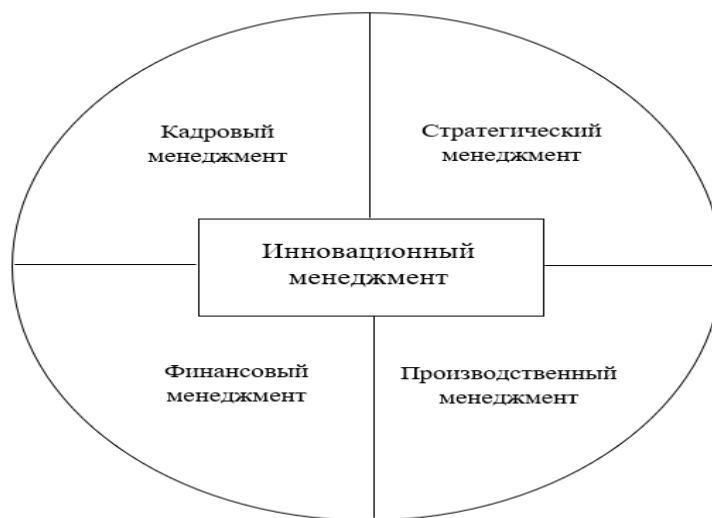 Кадровый
менеджмент
Стратегический
менеджмент
Инновационный
менеджмент
Финансовый
менеджмент
Производственный
менеджмент